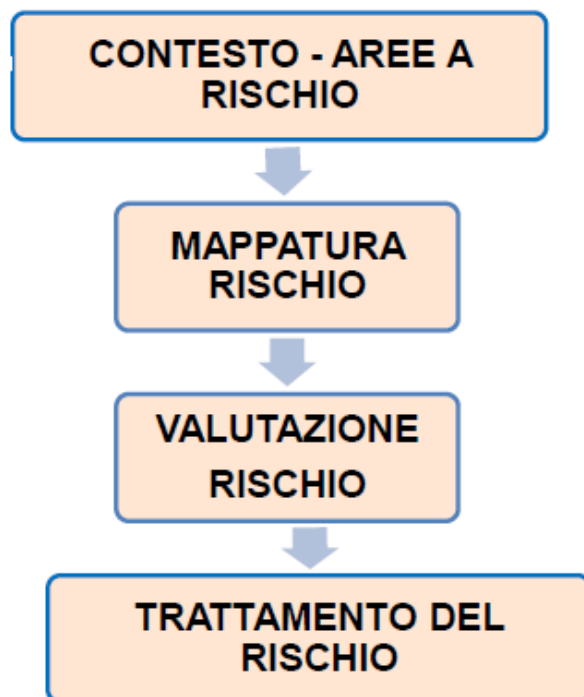 CONTESTO - AREE A
RISCHIO
MAPPATURA
RISCHIO
VALUTAZIONE
RISCHIO
TRATTAMENTO DEL
RISCHIO